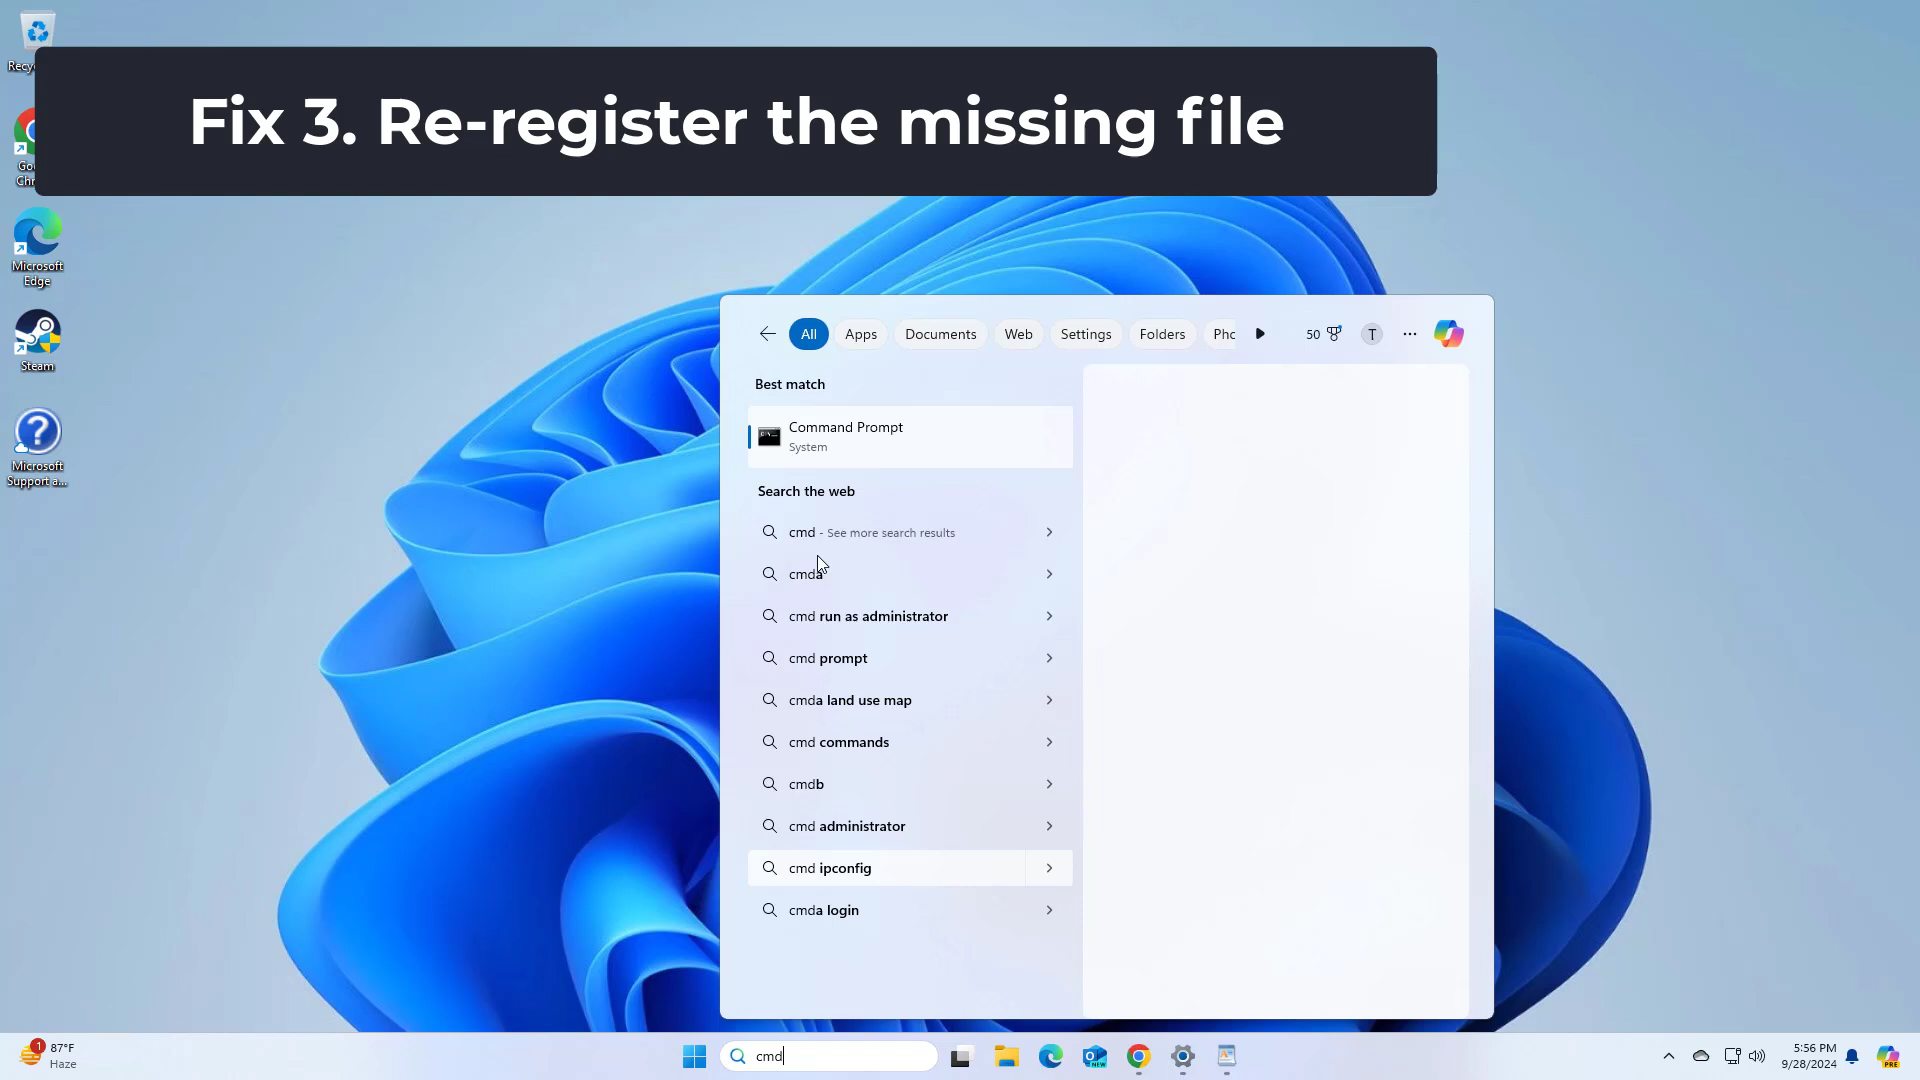 Fix 3. Re-register the missing file
Microsoft
Edge
Steam
Microsoft
Support a...
All
Apps
Documents
Web
Settings
Folders
50
T
Best match
Command Prompt
System
Search the web
cmd - See more search results
cmda
cmd run as administrator
cmd prompt
cmda land use map
cmd commands
cmdb
cmd administrator
cmd ipconfig
cmda login
1
87°F
Haze
cmd
NEW
5:56 PM
9/28/2024
PRE